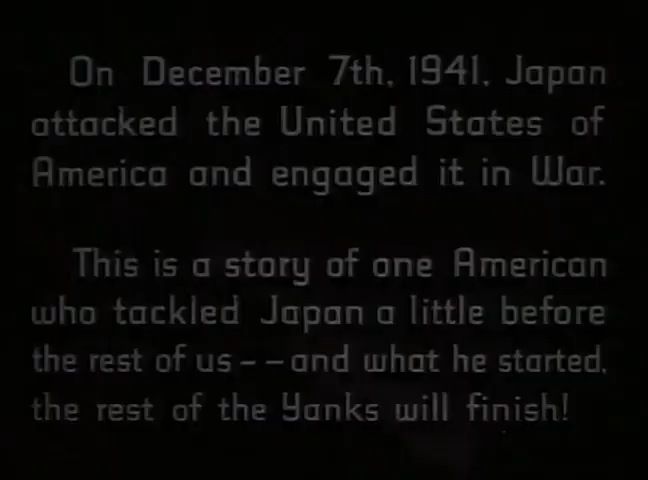 On December 7th, 1941, Japan
attacked the United States of
America and engaged it in War.
This is a story of one American
who tackled Japan a little before
the rest of us--and what he started,
the rest of the Yanks will finish!